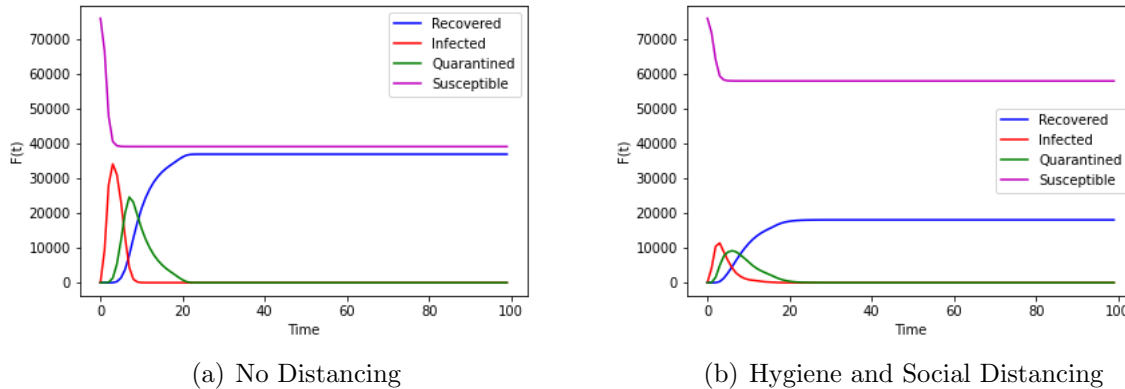 F(t)
70000
60000
50000
40000
30000
20000
10000
0
0 20 40 60 80 100
Time
Recovered
Infected
Quarantined
Susceptible
(a) No Distancing
F(t)
70000
60000
50000
40000
30000
20000
10000
0
0 20 40 60 80 100
Time
Recovered
Infected
Quarantined
Susceptible
(b) Hygiene and Social Distancing